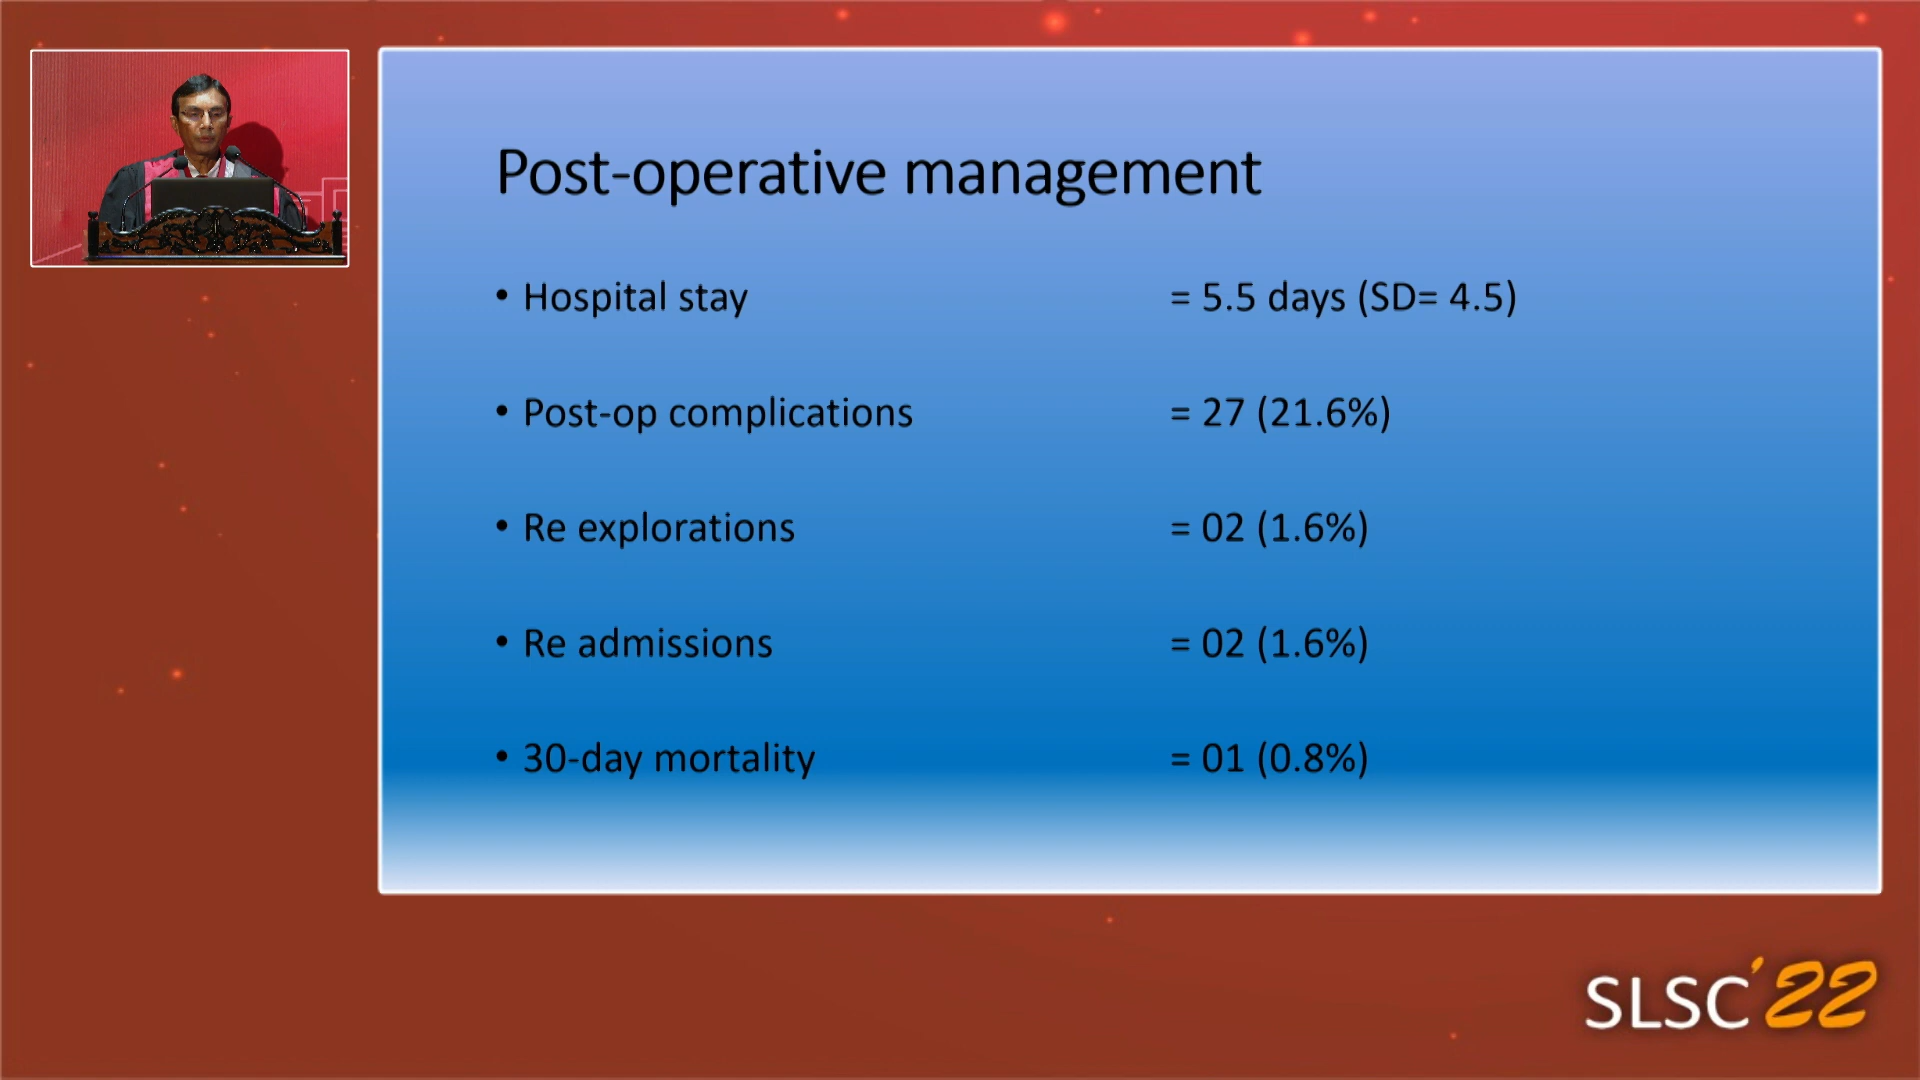 Post-operative management
• Hospital stay = 5.5 days (SD= 4.5)
• Post-op complications = 27 (21.6%)
• Re explorations = 02 (1.6%)
• Re admissions = 02 (1.6%)
• 30-day mortality = 01 (0.8%)
SLSC'22